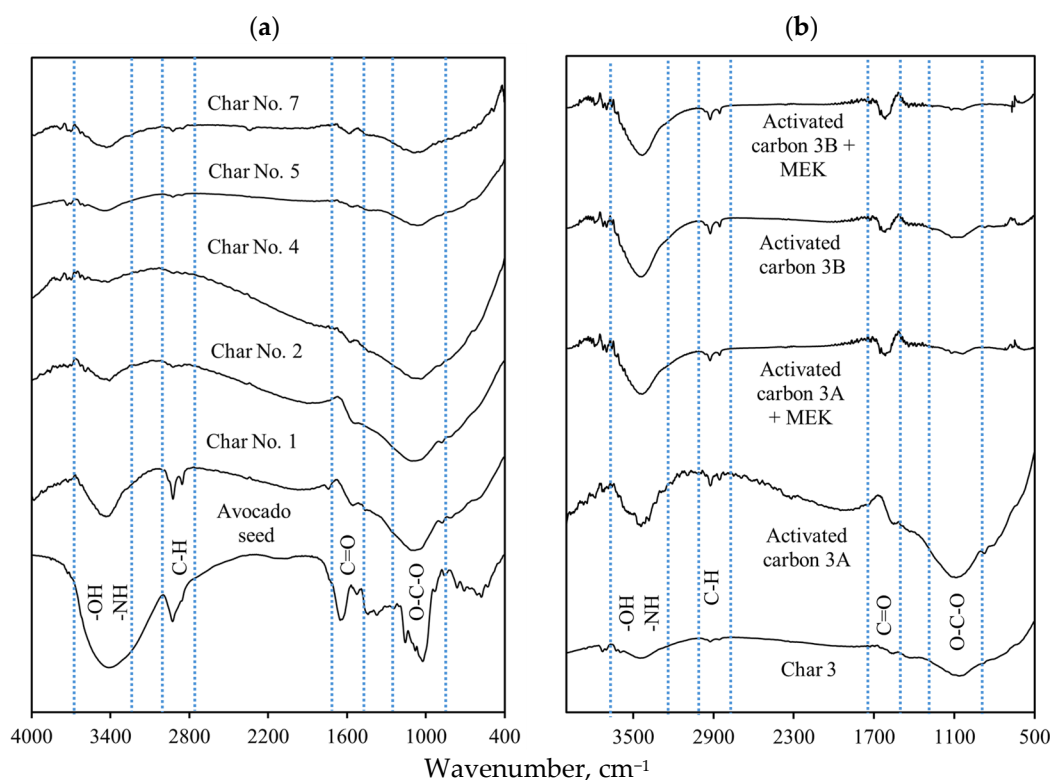 (a)
Char No. 7
Char No. 5
Char No. 4
Char No. 2
Char No. 1
Avocado
seed
-OH
-NH
C-H
C=O
O-C-O
4000 3400 2800 2200 1600 1000 400
(b)
Activated
carbon 3B +
MEK
Activated
carbon 3B
Activated
carbon 3A
+ MEK
Activated
carbon 3A
-OH
-NH
C-H
C=O
O-C-O
Char 3
3500 2900 2300 1700 1100 500
Wavenumber, cm⁻¹